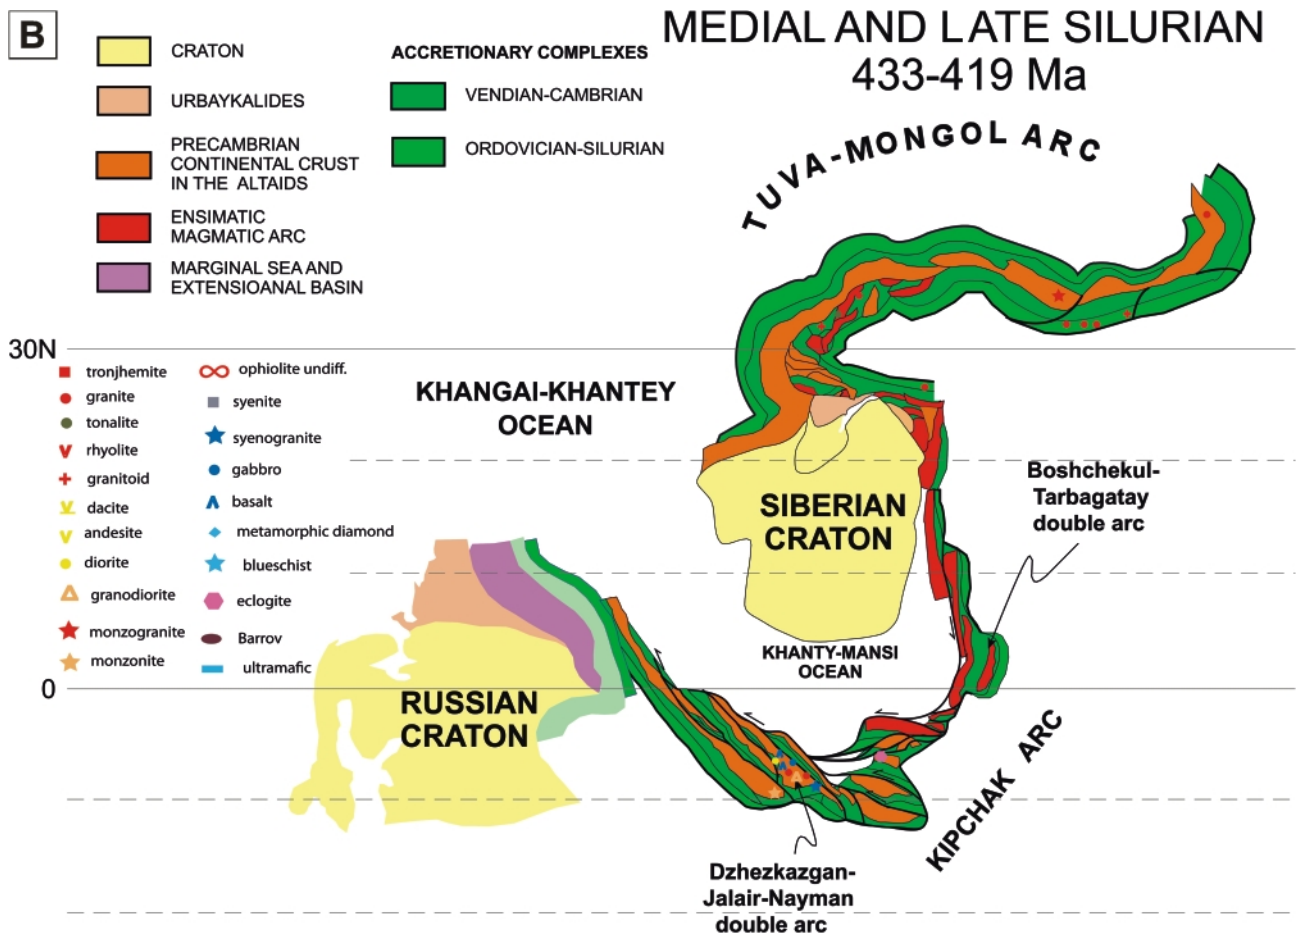 B
MEDIAL AND LATE SILURIAN
433-419 Ma
CRATON
URBAYKALIDES
PRECAMBRIAN
CONTINENTAL CRUST
IN THE ALTAIDS
ENSIMATIC
MAGMATIC ARC
MARGINAL SEA AND
EXTENSIOANAL BASIN
ACCRETIONARY COMPLEXES
VENDIAN-CAMBRIAN
ORDOVICIAN-SILURIAN
TUVA-MONGOL ARC
30N
tronjhemite
granite
tonalite
rhyolite
granitoid
dacite
andesite
diorite
granodiorite
monzogranite
monzonite
ophiolite undiff.
syenite
syenogranite
gabbro
basalt
metamorphic diamond
blueschist
eclogite
Barrov
ultramafic
KHANGAI-KHANTEY
OCEAN
SIBERIAN
CRATON
Boshchekul-
Tarbagatay
double arc
KHANTY-MANSI
OCEAN
0
RUSSIAN
CRATON
KIPCHAK ARC
Dzhezkazgan-
Jalair-Nayman
double arc